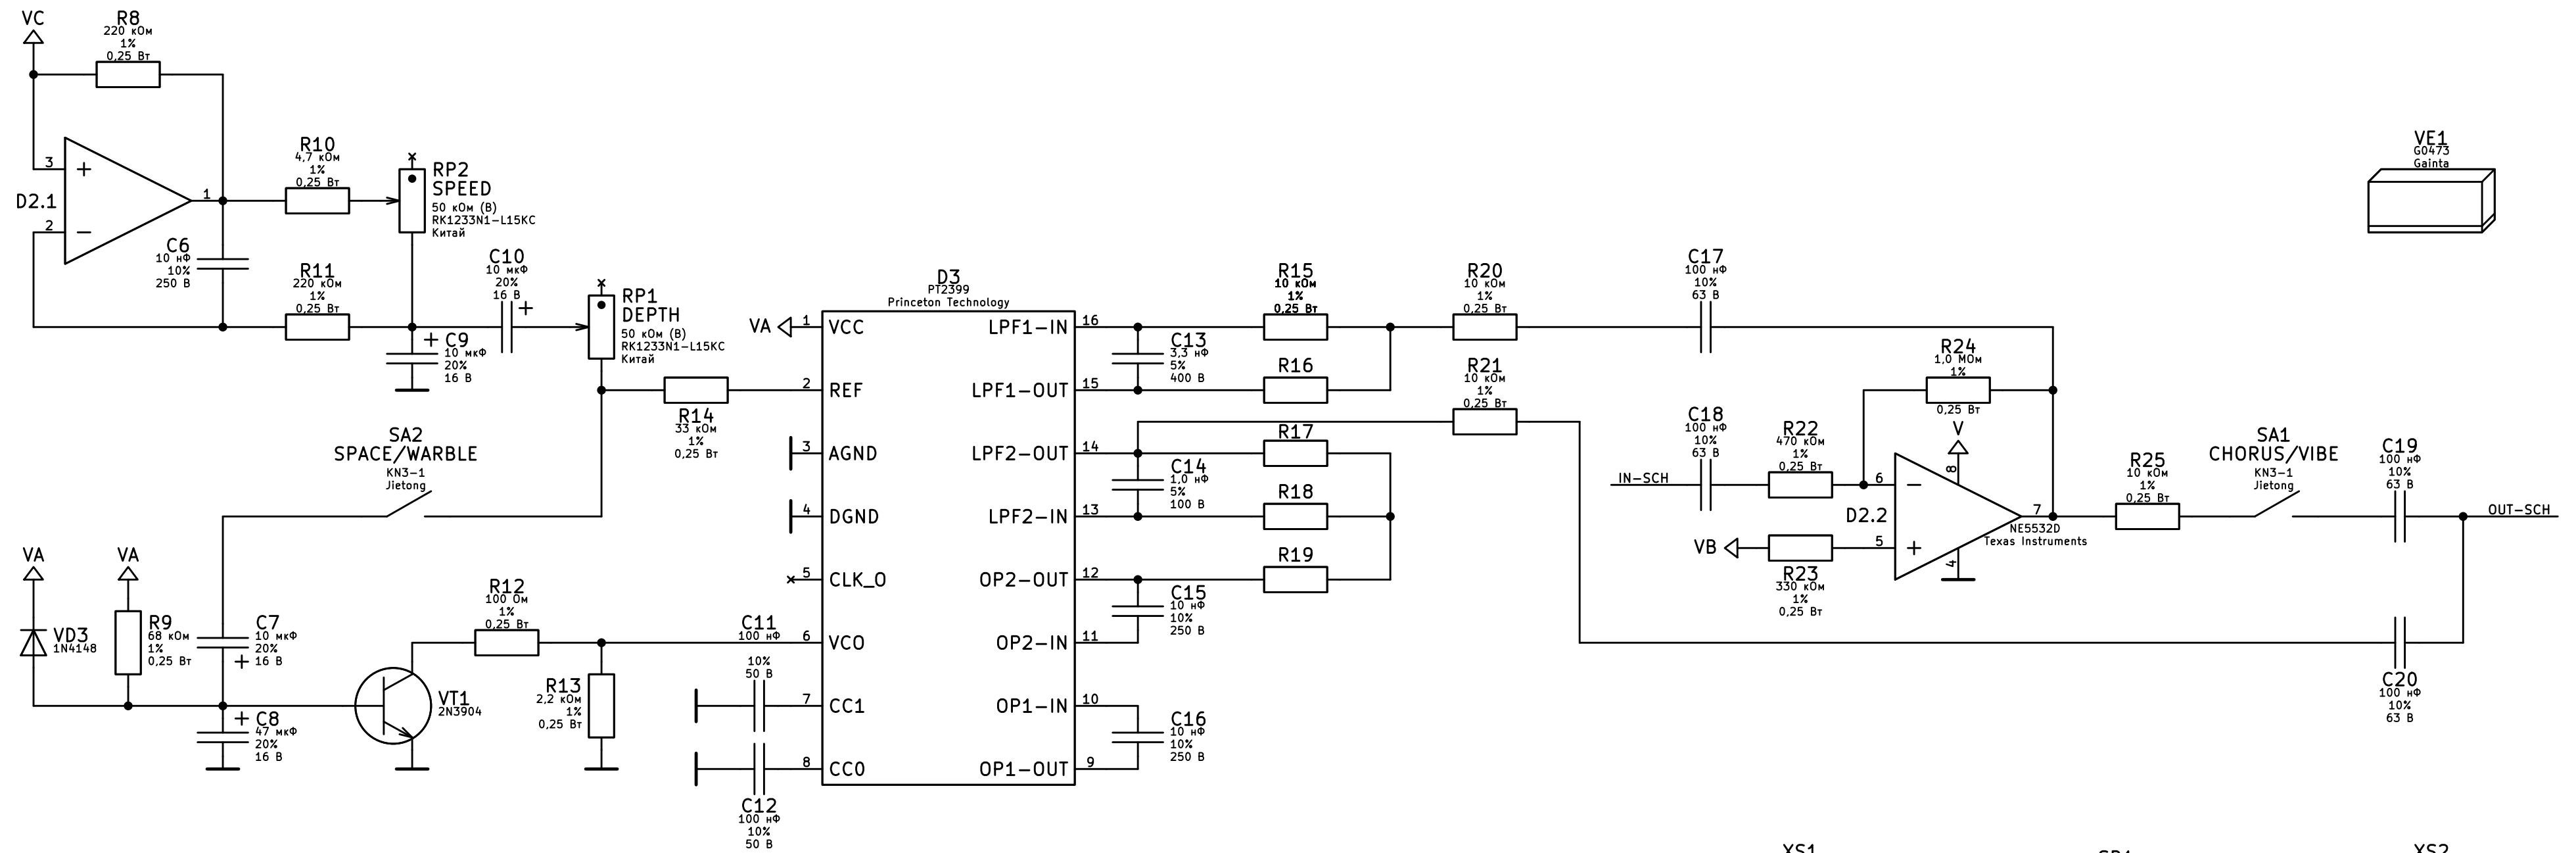 VC
R8
220 кОм
1%
0,25 Вт
3
+
D2.1
2
−
1
C6
10 нФ
10%
250 В
R10
4,7 кОм
1%
0,25 Вт
R11
220 кОм
1%
0,25 Вт
RP2
SPEED
50 кОм (B)
RK1233N1-L15KC
Китай
+
C9
10 мкФ
20%
16 В
C10
10 мкФ
20%
16 В
+
RP1
DEPTH
50 кОм (B)
RK1233N1-L15KC
Китай
R14
33 кОм
1%
0,25 Вт
SA2
SPACE/WARBLE
KN3-1
Jietong
VA
VD3
1N4148
VA
R9
68 кОм
1%
0,25 Вт
C7
10 мкФ
20%
+ 16 В
+ C8
47 мкФ
20%
16 В
VT1
2N3904
R12
100 Ом
1%
0,25 Вт
R13
2,2 кОм
1%
0,25 Вт
C11
100 нФ
10%
50 В
C12
100 нФ
10%
50 В
D3
PT2399
Princeton Technology
VA
1 VCC
2 REF
3 AGND
4 DGND
5 CLK_O
6 VCO
7 CC1
8 CC0
LPF1-IN 16
LPF1-OUT 15
LPF2-OUT 14
LPF2-IN 13
OP2-OUT 12
OP2-IN 11
OP1-IN 10
OP1-OUT 9
C13
3,3 нФ
5%
400 В
C14
1,0 нФ
5%
100 В
C15
10 нФ
10%
250 В
C16
10 нФ
10%
250 В
R15
10 кОм
1%
0,25 Вт
R16
R17
R18
R19
R20
10 кОм
1%
0,25 Вт
R21
10 кОм
1%
0,25 Вт
C17
100 нФ
10%
63 В
C18
100 нФ
10%
63 В
IN-SCH
R22
470 кОм
1%
0,25 Вт
VB
R23
330 кОм
1%
0,25 Вт
R24
1,0 МОм
1%
0,25 Вт
V
8
6
−
D2.2
5
+
4
7
NE5532D
Texas Instruments
R25
10 кОм
1%
0,25 Вт
SA1
CHORUS/VIBE
KN3-1
Jietong
C19
100 нФ
10%
63 В
OUT-SCH
C20
100 нФ
10%
63 В
VE1
G0473
Gainta
XS1
XS2